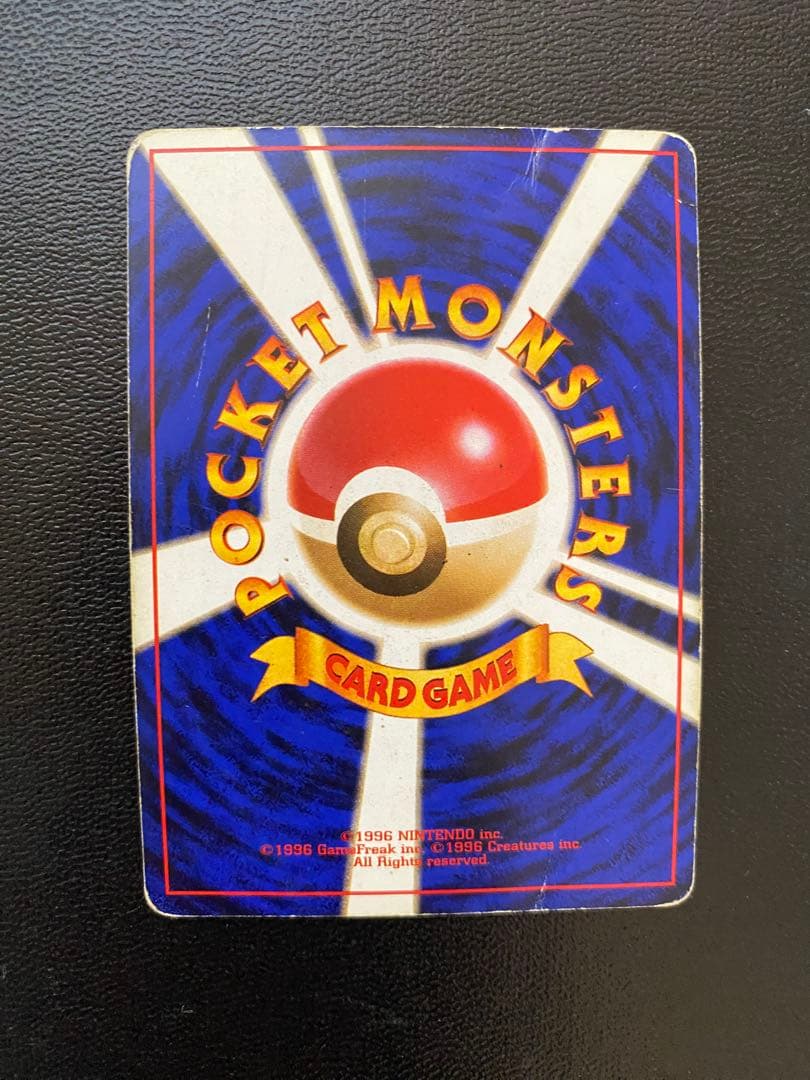 POCKET MONSTERS
CARD GAME
©1996 NINTENDO inc.
©1996 GameFreak inc. ©1996 Creatures inc.
All Rights reserved.